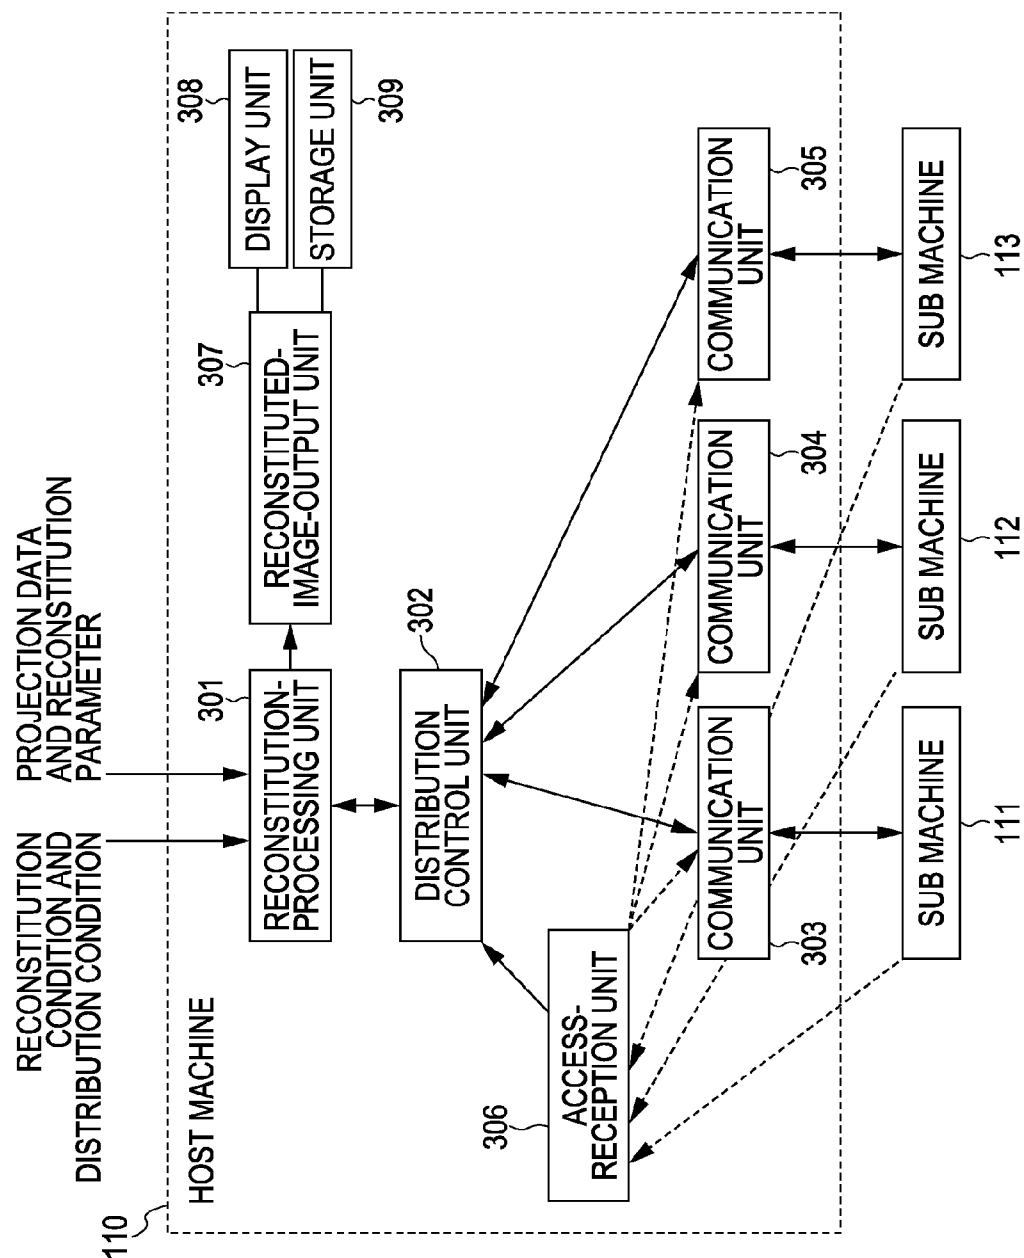 RECONSTITUTION
CONDITION AND
DISTRIBUTION CONDITION
PROJECTION DATA
AND RECONSTITUTION
PARAMETER
110
HOST MACHINE
301
RECONSTITUTION-
PROCESSING UNIT
307
RECONSTITUTED-
IMAGE-OUTPUT UNIT
308
DISPLAY UNIT
STORAGE UNIT
309
302
DISTRIBUTION
CONTROL UNIT
306
ACCESS-
RECEPTION UNIT
COMMUNICATION
UNIT
303
COMMUNICATION
UNIT
304
COMMUNICATION
UNIT
305
SUB MACHINE
111
SUB MACHINE
112
SUB MACHINE
113